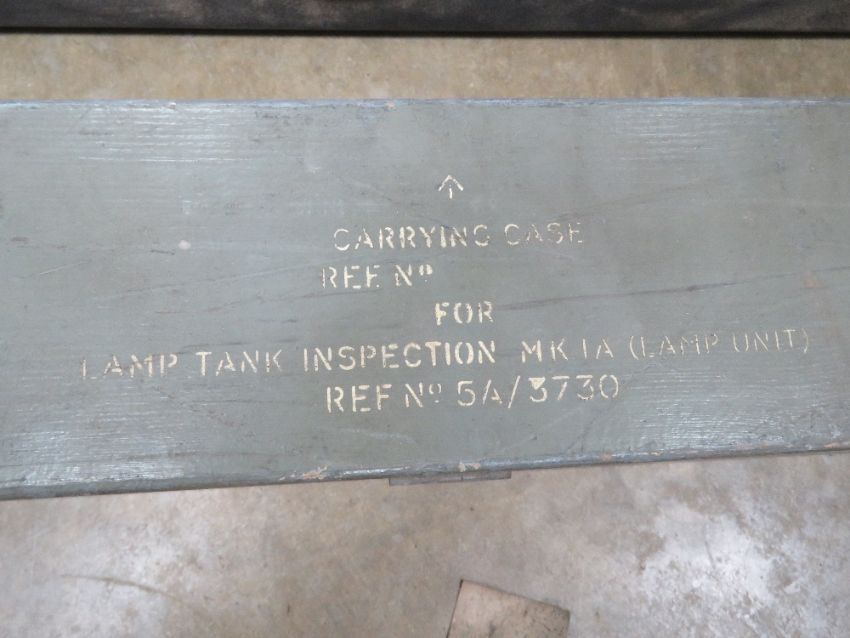 CARRYING CASE
REF Nº
FOR
LAMP TANK INSPECTION MK IA (LAMP UNIT)
REF Nº 5A/3730